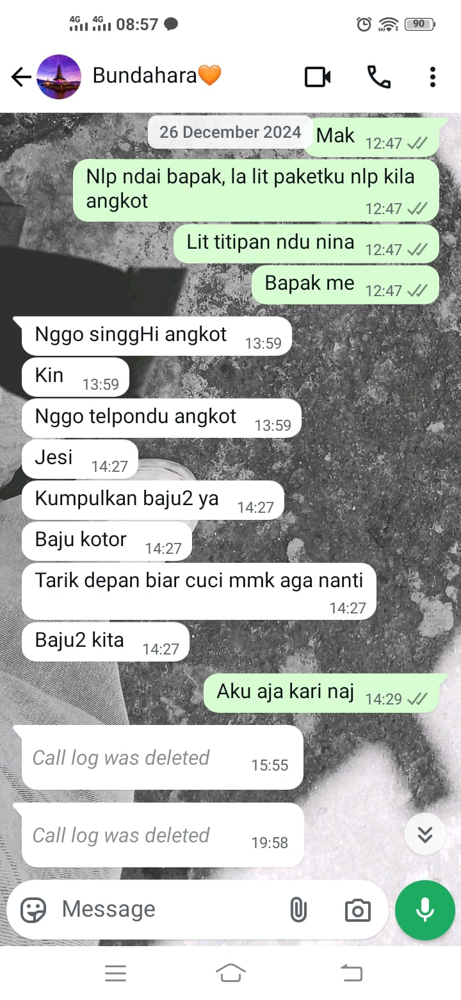 4G 4G 08:57 90
Bundahara🧡
26 December 2024
Mak 12:47
Nlp ndai bapak, la lit paketku nlp kila
angkot 12:47
Lit titipan ndu nina 12:47
Bapak me 12:47
Nggo singgHi angkot 13:59
Kin 13:59
Nggo telpondu angkot 13:59
Jesi 14:27
Kumpulkan baju2 ya 14:27
Baju kotor 14:27
Tarik depan biar cuci mmk aga nanti
14:27
Baju2 kita 14:27
Aku aja kari naj 14:29
Call log was deleted 15:55
Call log was deleted 19:58
Message